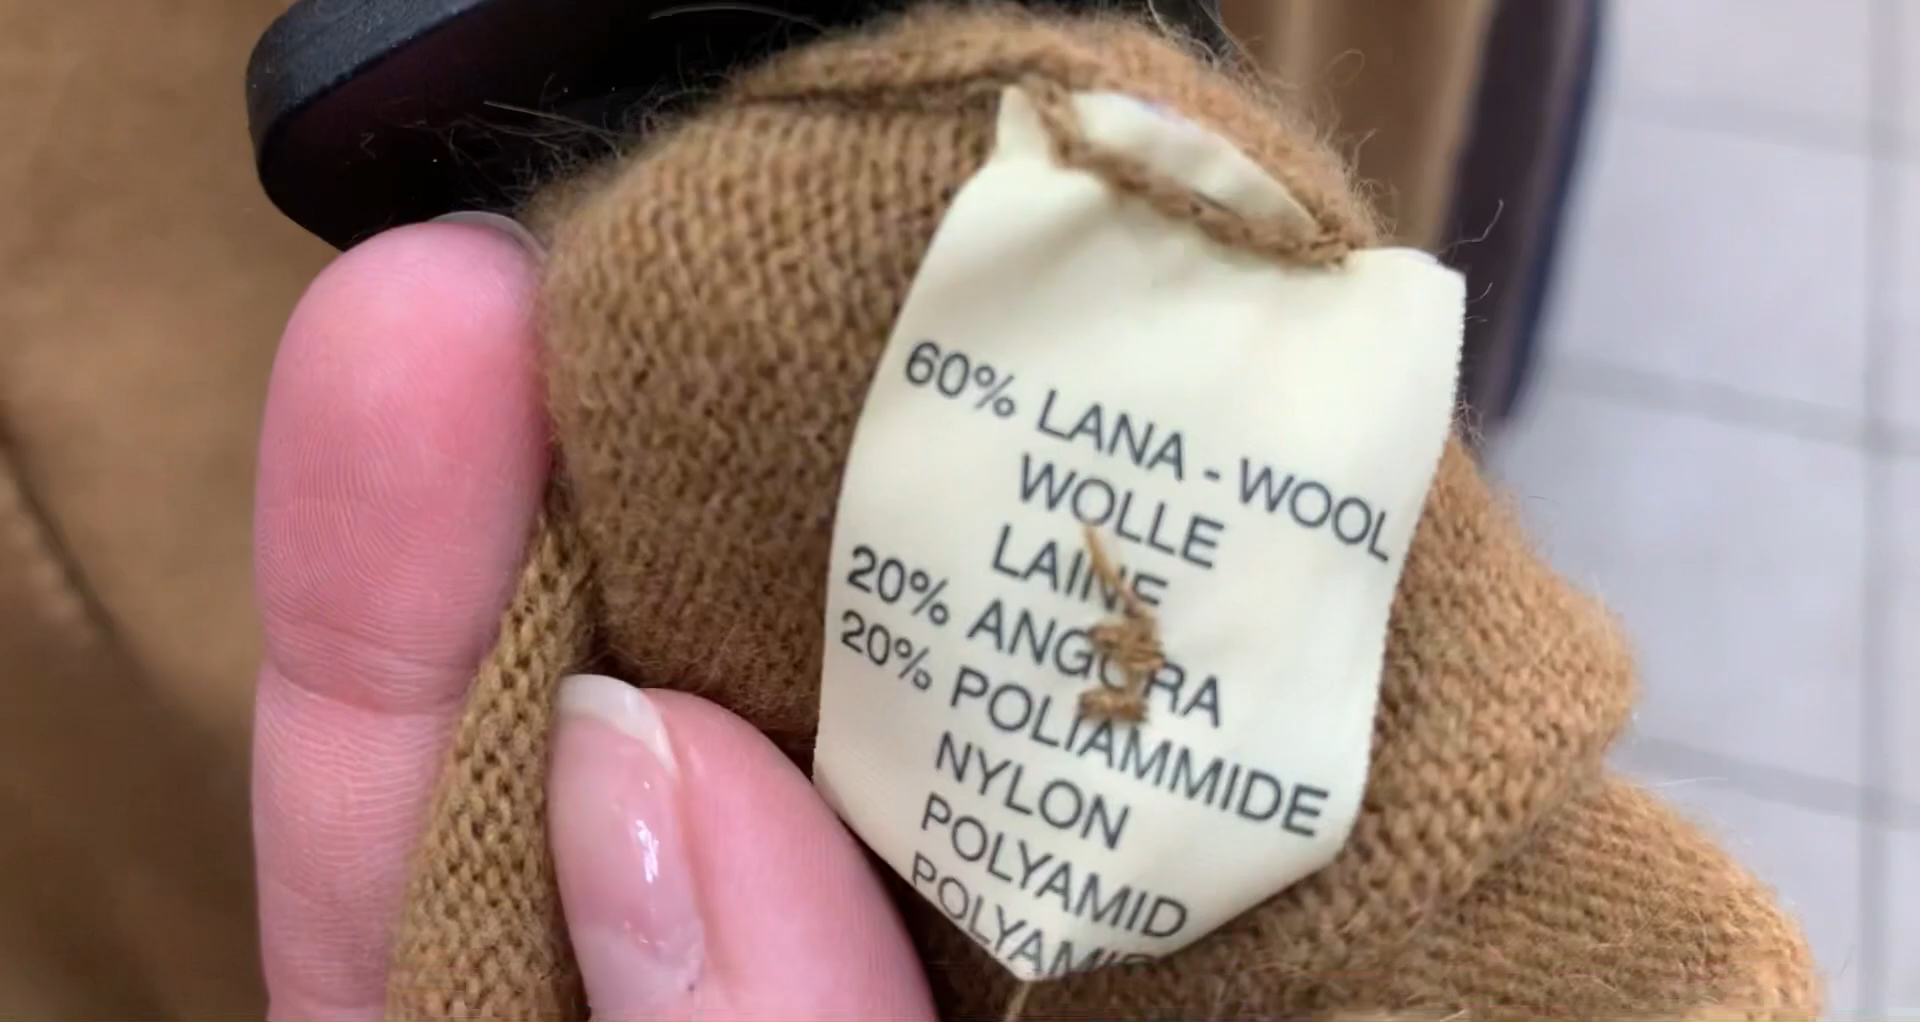 60% LANA - WOOL
WOLLE
LAINE
20% ANGORA
20% POLIAMMIDE
NYLON
POLYAMID